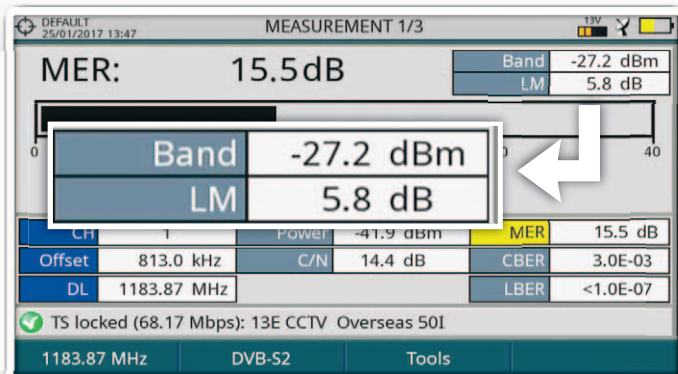 DEFAULT
25/01/2017 13:47
MEASUREMENT 1/3
13V
MER: 15.5dB
Band -27.2 dBm
LM 5.8 dB
0 40
Band -27.2 dBm
LM 5.8 dB
CH 1 Power -41.9 dBm MER 15.5 dB
Offset 813.0 kHz C/N 14.4 dB CBER 3.0E-03
DL 1183.87 MHz LBER <1.0E-07
TS locked (68.17 Mbps): 13E CCTV Overseas 50I
1183.87 MHz DVB-S2 Tools